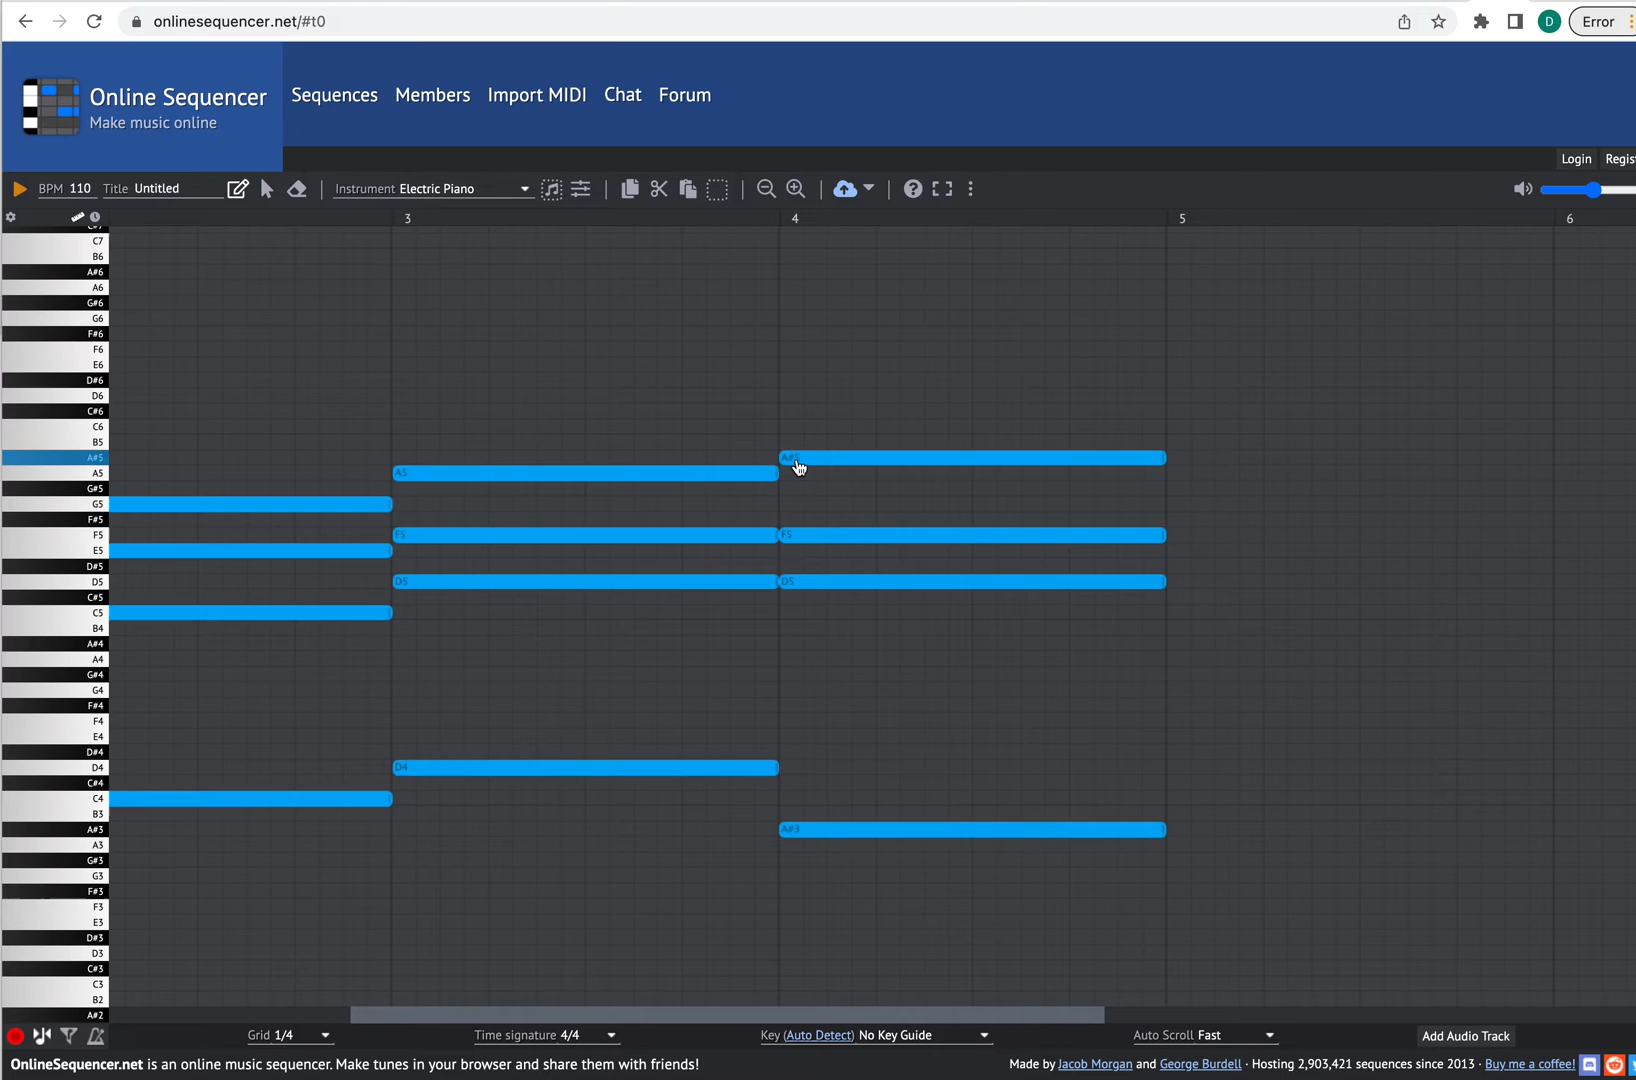 onlinesequencer.net/#t0
D
Error
Online Sequencer
Make music online
Sequences Members Import MIDI Chat Forum
Login Regis
BPM 110 Title Untitled Instrument Electric Piano
3 4 5 6
C7
B6
A#6
A6
G#6
G6
F#6
F6
E6
D#6
D6
C#6
C6
B5
A#5
A5 A5
G#5
G5
F#5
F5 F5 F5
E5
D#5
D5 D5 D5
C#5
C5
B4
A#4
A4
G#4
G4
F#4
F4
E4
D#4
D4 D4
C#4
C4
B3
A#3 A#3
A3
G#3
G3
F#3
F3
E3
D#3
D3
C#3
C3
B2
A#2
Grid 1/4 Time signature 4/4 Key (Auto Detect) No Key Guide Auto Scroll Fast Add Audio Track
OnlineSequencer.net is an online music sequencer. Make tunes in your browser and share them with friends! Made by Jacob Morgan and George Burdell · Hosting 2,903,421 sequences since 2013 · Buy me a coffee!